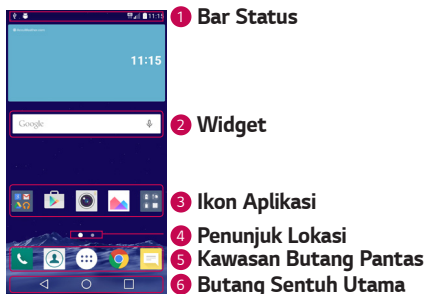 11:15
11:15
Google
1 Bar Status
2 Widget
3 Ikon Aplikasi
4 Penunjuk Lokasi
5 Kawasan Butang Pantas
6 Butang Sentuh Utama